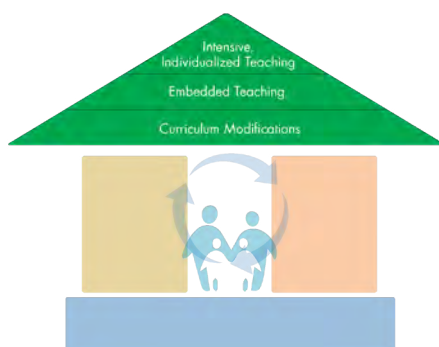 Intensive,
Individualized Teaching
Embedded Teaching
Curriculum Modifications